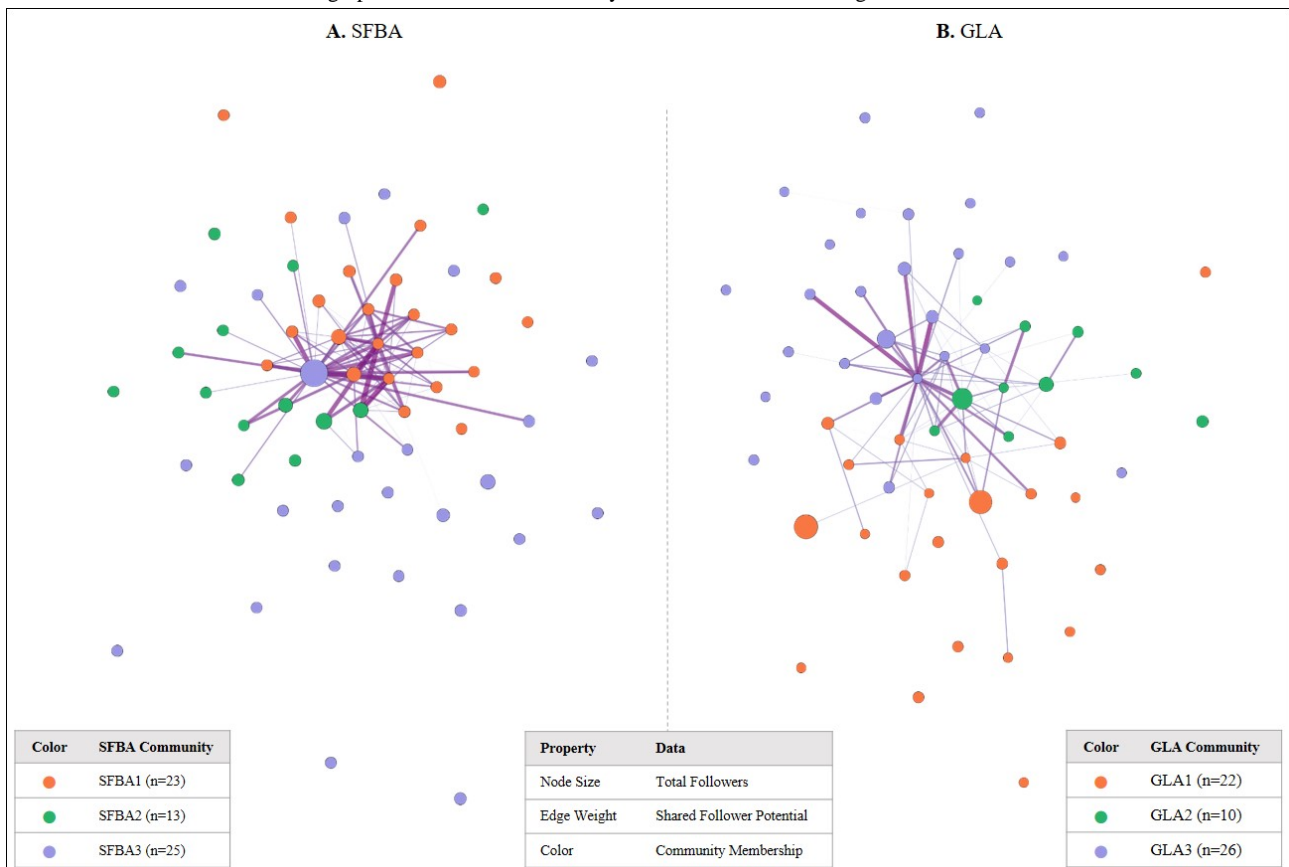 A. SFBA
B. GLA
Color SFBA Community
SFBA1 (n=23)
SFBA2 (n=13)
SFBA3 (n=25)
Property Data
Node Size Total Followers
Edge Weight Shared Follower Potential
Color Community Membership
Color GLA Community
GLA1 (n=22)
GLA2 (n=10)
GLA3 (n=26)